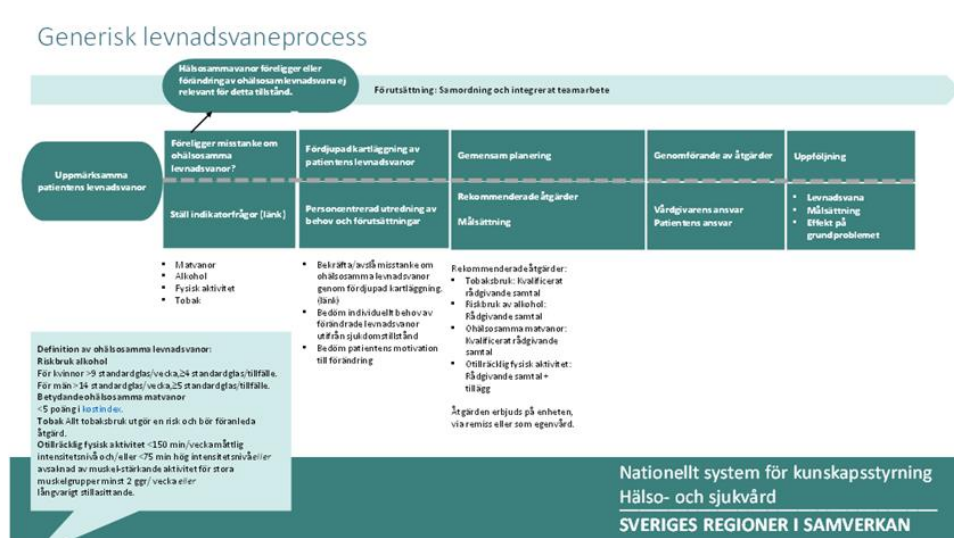 Generisk levnadsvaneprocess
Hälsosamma vanor föreligger eller
förändring av ohälsosam levnadsvana ej
relevant för detta tillstånd.
Förutsättning: Samordning och integrerat teamarbete
Uppmärksamma
patientens levnadsvanor
Föreligger misstanke om
ohälsosamma
levnadsvanor?
Ställ indikatorfrågor (länk)
Fördjupad kartläggning av
patientens levnadsvanor
Personcentrerad utredning av
behov och förutsättningar
Gemensam planering
Rekommenderade åtgärder
Målsättning
Genomförande av åtgärder
Vårdgivarens ansvar
Patientens ansvar
Uppföljning
▪ Levnadsvana
▪ Målsättning
▪ Effekt på
grundproblemet
▪ Matvanor
▪ Alkohol
▪ Fysisk aktivitet
▪ Tobak
▪ Bekräfta/avslå misstanke om
ohälsosamma levnadsvanor
genom fördjupad kartläggning.
(länk)
▪ Bedöm individuellt behov av
förändrade levnadsvanor
utifrån sjukdomstillstånd
▪ Bedöm patientens motivation
till förändring
Rekommenderade åtgärder:
▪ Tobaksbruk: Kvalificerat
rådgivande samtal
▪ Riskbruk av alkohol:
Rådgivande samtal
▪ Ohälsosamma matvanor:
Kvalificerat rådgivande
samtal
▪ Otillräcklig fysisk aktivitet:
Rådgivande samtal +
tillägg
Åtgärden erbjuds på enheten,
via remiss eller som egenvård.
Definition av ohälsosamma levnadsvanor:
Riskbruk alkohol
För kvinnor >9 standardglas/vecka,≥4 standardglas/tillfälle.
För män >14 standardglas/vecka,≥5 standardglas/tillfälle.
Betydande ohälsosamma matvanor
<5 poäng i kostindex.
Tobak Allt tobaksbruk utgör en risk och bör föranleda
åtgärd.
Otillräcklig fysisk aktivitet <150 min/vecka måttlig
intensitetsnivå och/eller <75 min hög intensitetsnivå eller
avsaknad av muskel-stärkande aktivitet för stora
muskelgrupper minst 2 ggr/ vecka eller
långvarigt stillasittande.
Nationellt system för kunskapsstyrning
Hälso- och sjukvård
SVERIGES REGIONER I SAMVERKAN